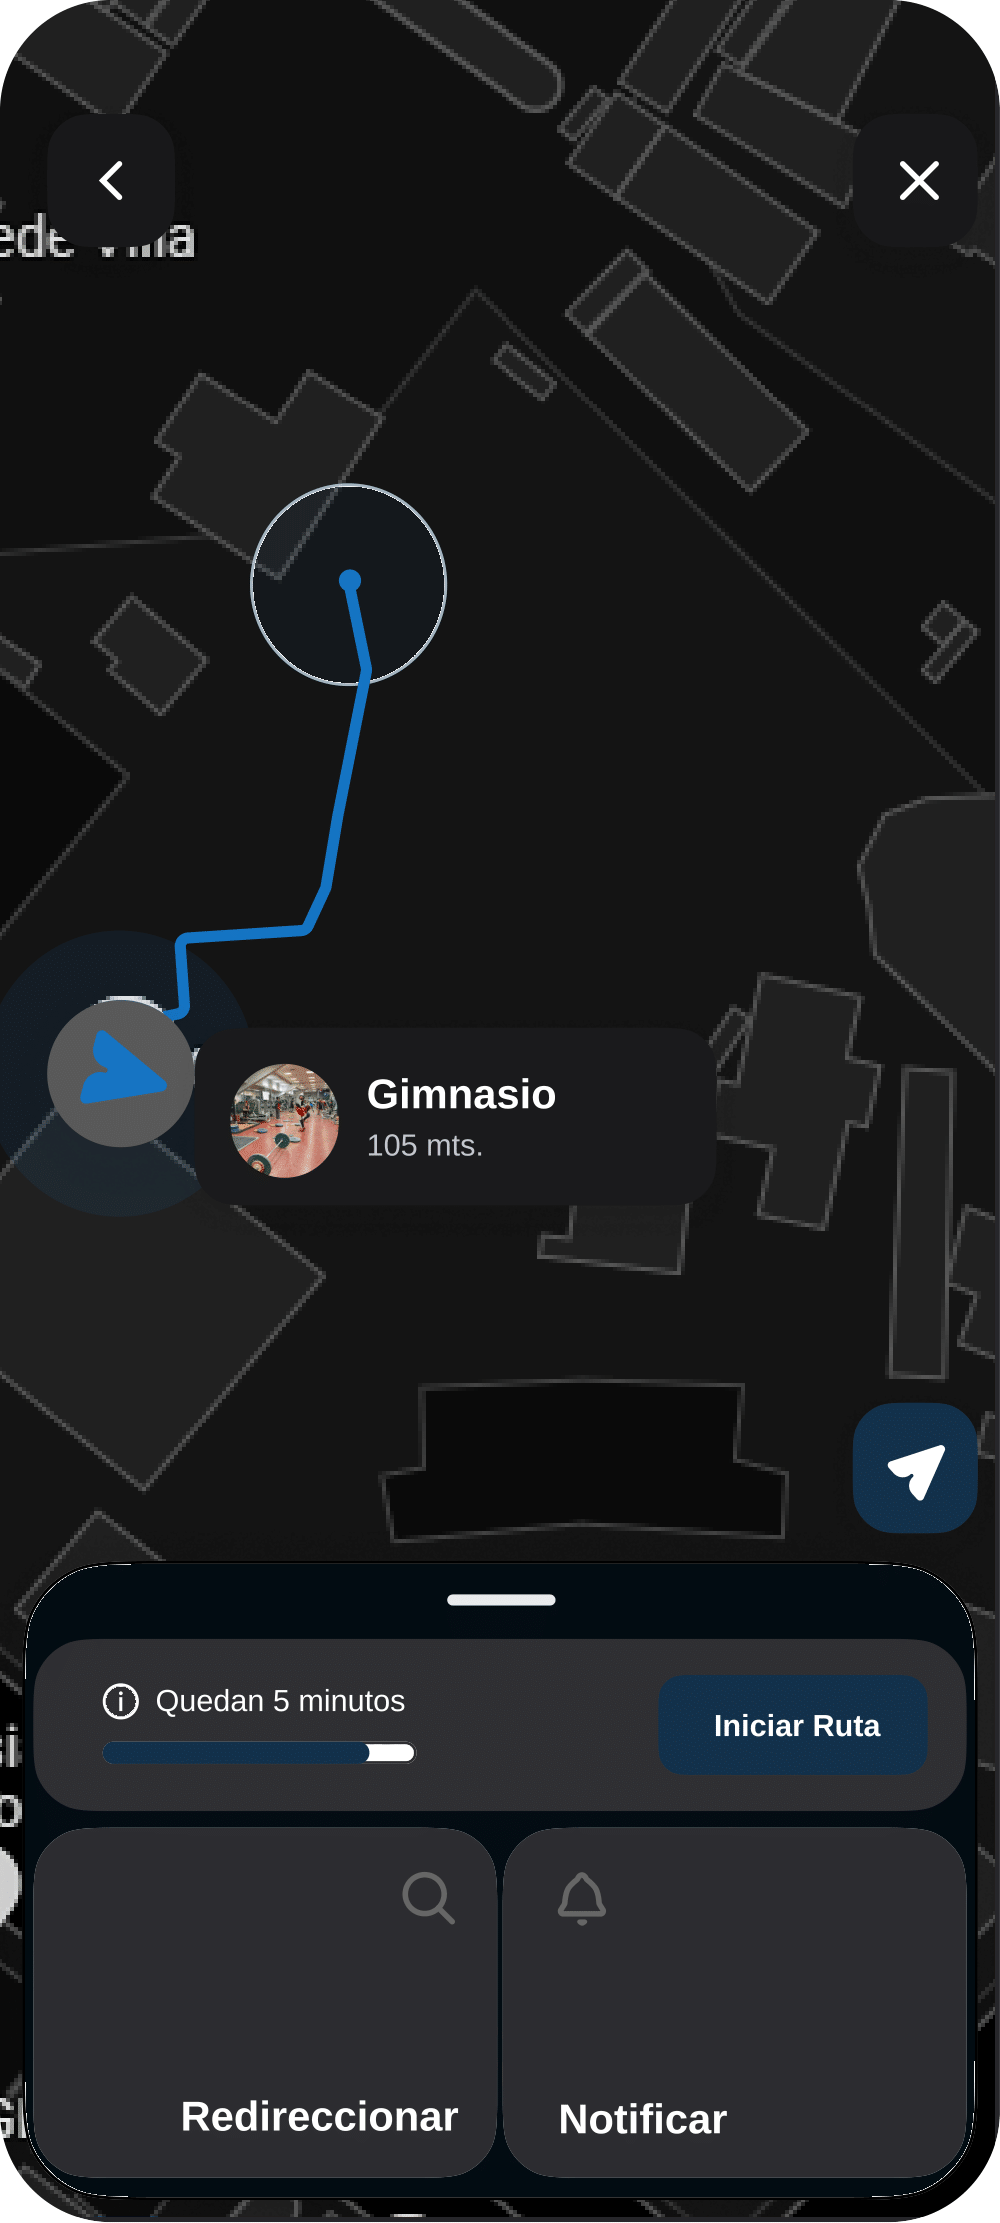 Gimnasio
105 mts.
Quedan 5 minutos
Iniciar Ruta
Redireccionar
Notificar